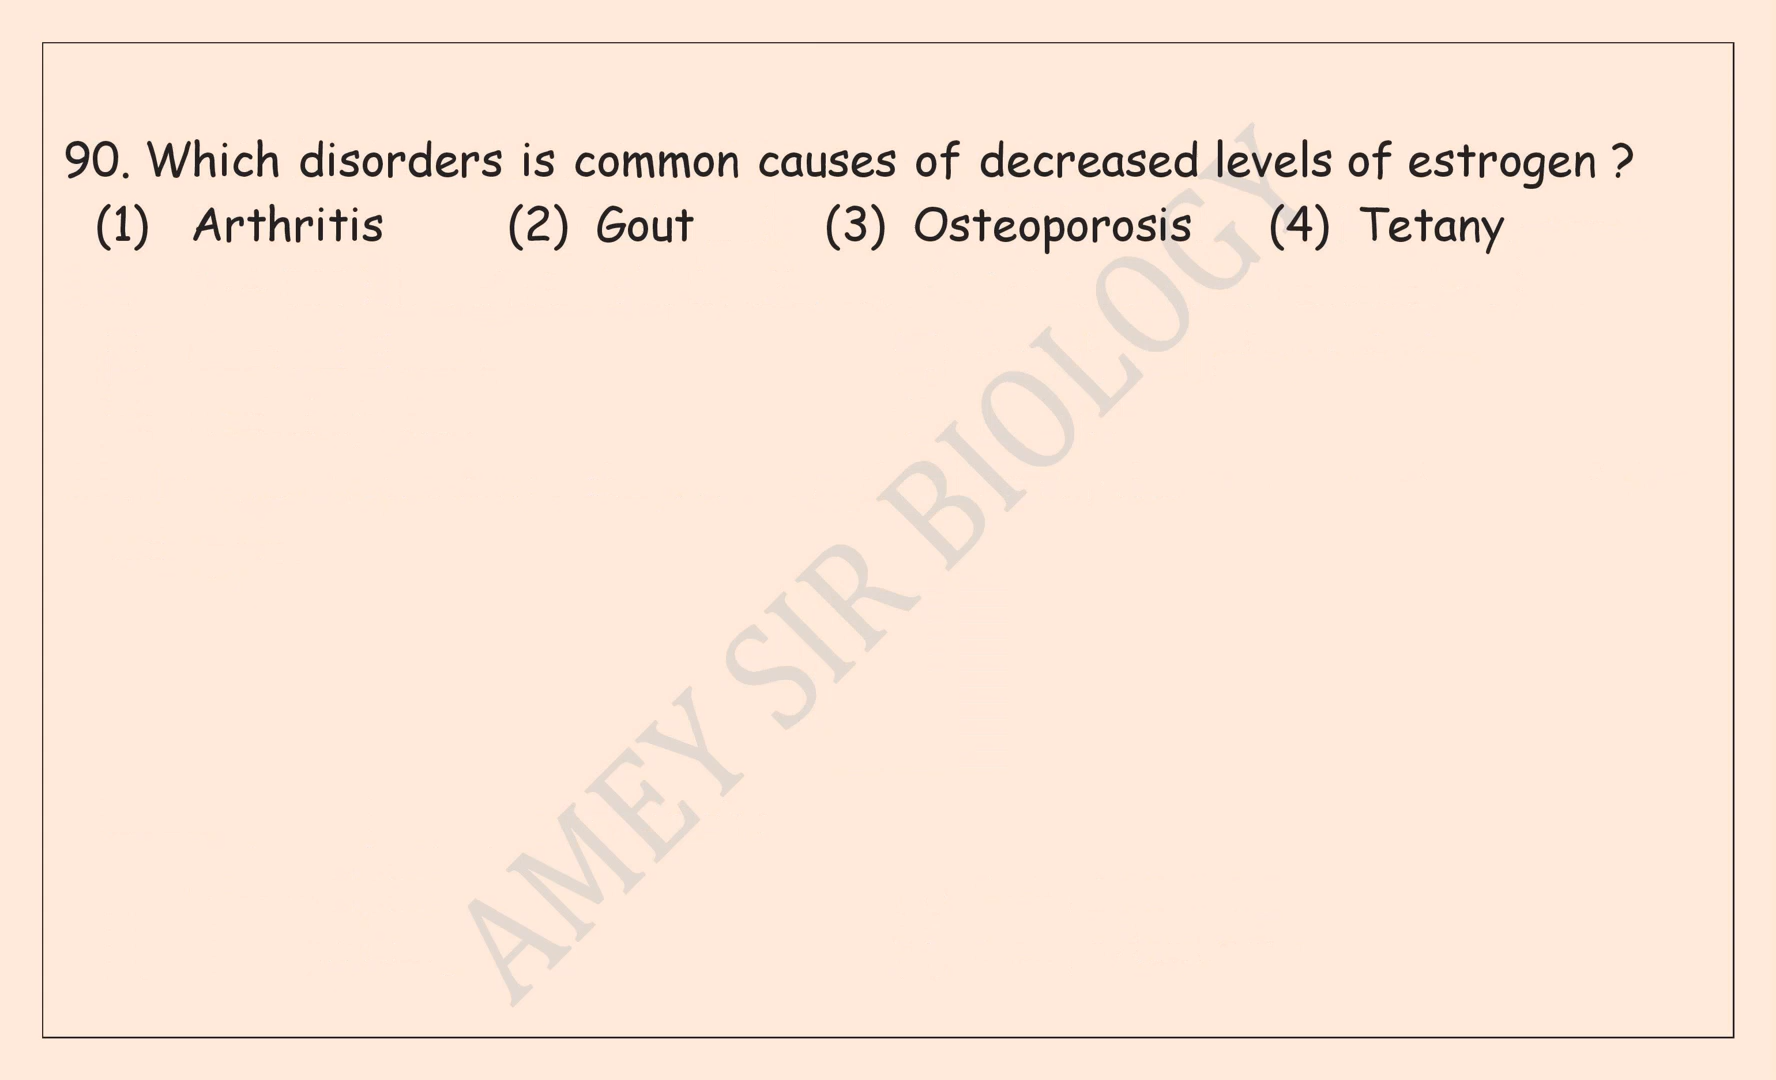 90. Which disorders is common causes of decreased levels of estrogen ?
(1) Arthritis (2) Gout (3) Osteoporosis (4) Tetany
AMEY SIR BIOLOGY